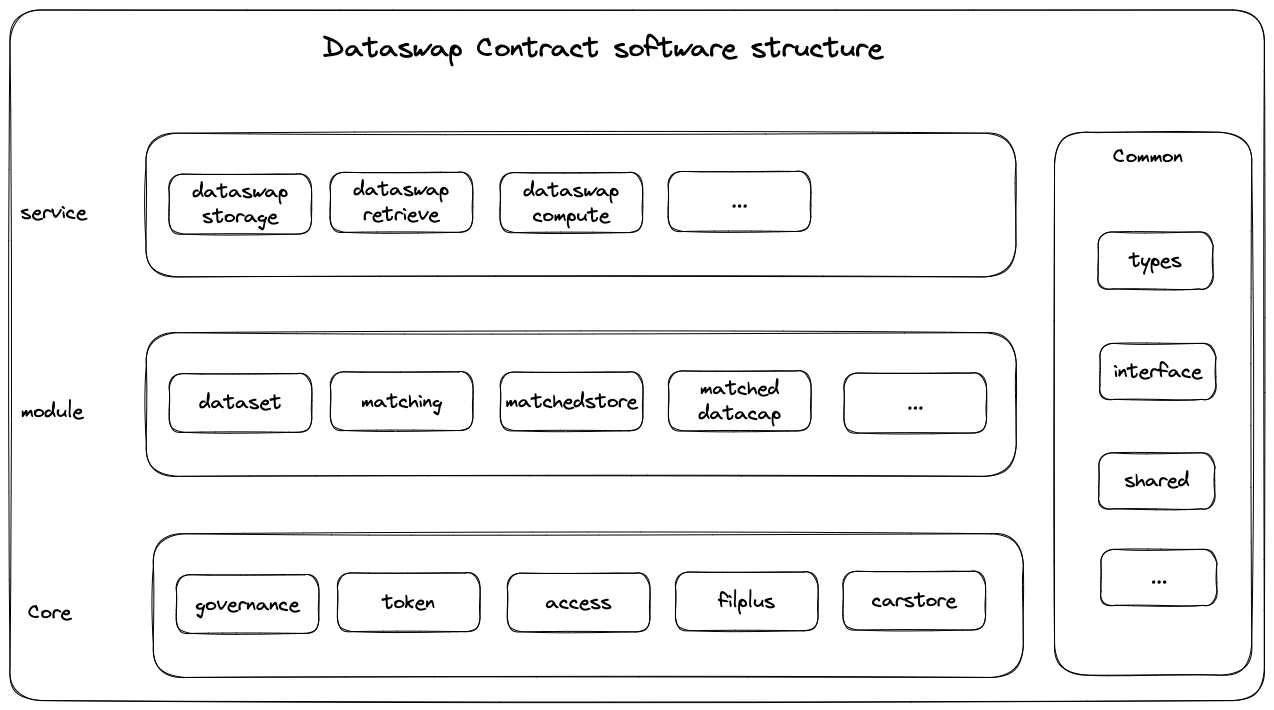 Dataswap Contract software structure
service
dataswap
storage
dataswap
retrieve
dataswap
compute
...
module
dataset
matching
matchedstore
matched
datacap
...
Core
governance
token
access
filplus
carstore
Common
types
interface
shared
...